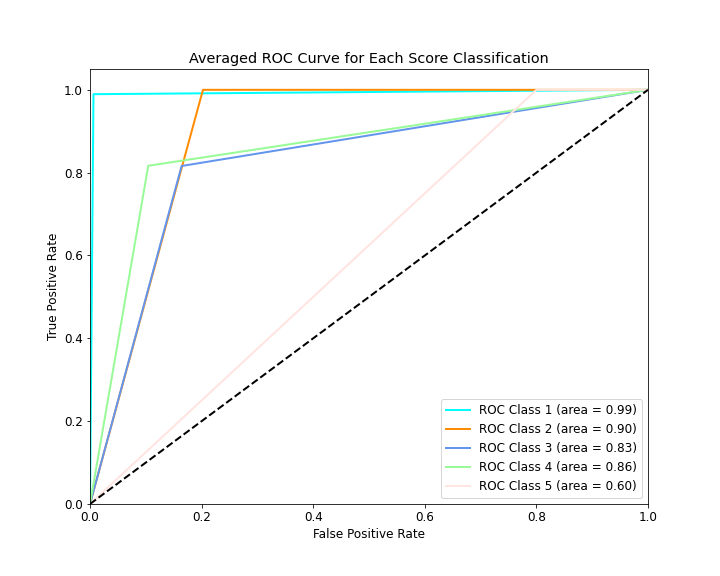 Averaged ROC Curve for Each Score Classification
True Positive Rate
1.0
0.8
0.6
0.4
0.2
0.0
ROC Class 1 (area = 0.99)
ROC Class 2 (area = 0.90)
ROC Class 3 (area = 0.83)
ROC Class 4 (area = 0.86)
ROC Class 5 (area = 0.60)
0.0 0.2 0.4 0.6 0.8 1.0
False Positive Rate